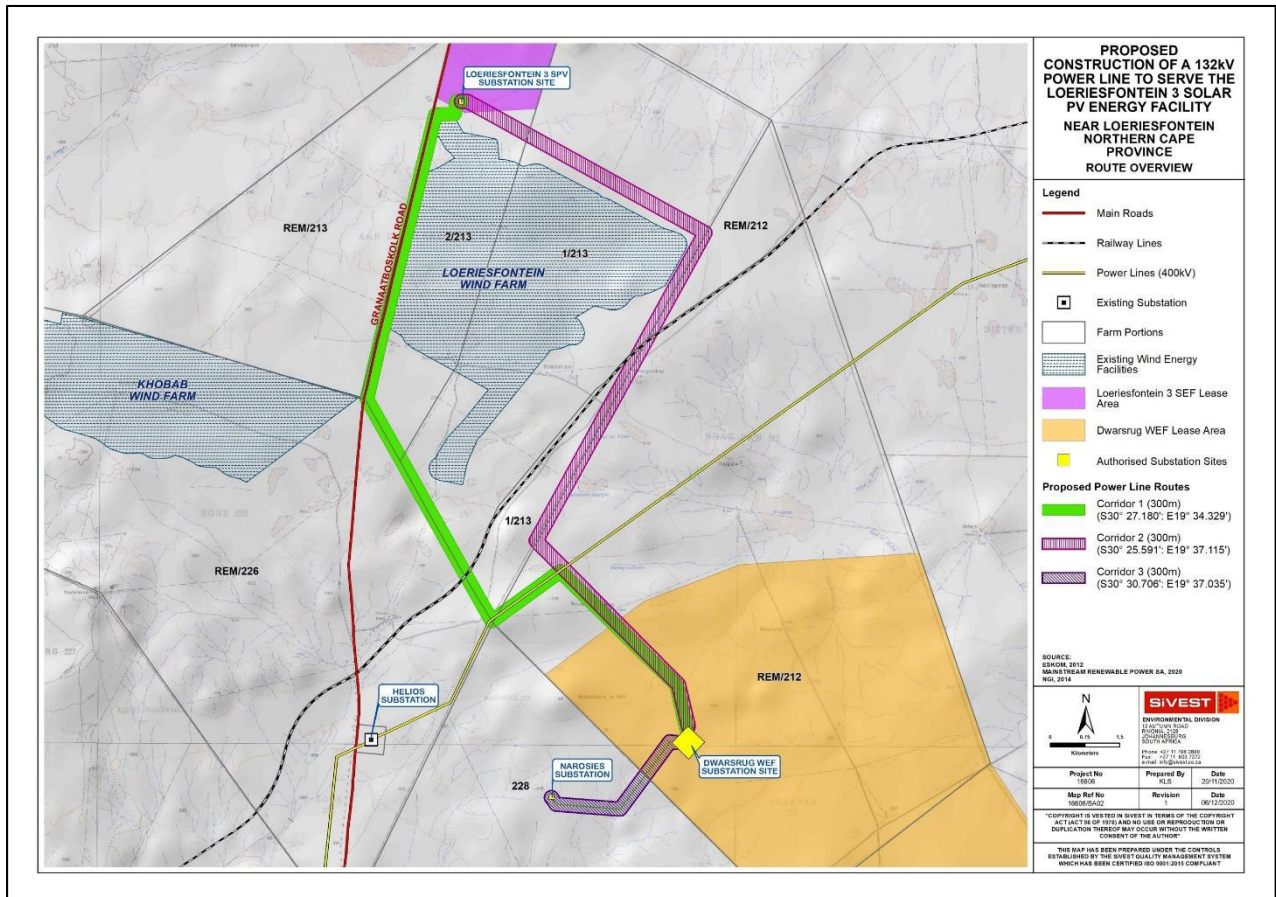 PROPOSED
CONSTRUCTION OF A 132kV
POWER LINE TO SERVE THE
LOERIESFONTEIN 3 SOLAR
PV ENERGY FACILITY
NEAR LOERIESFONTEIN
NORTHERN CAPE
PROVINCE
ROUTE OVERVIEW
Legend
Main Roads
Railway Lines
Power Lines (400kV)
Existing Substation
Farm Portions
Existing Wind Energy
Facilities
Loeriesfontein 3 SEF Lease
Area
Dwarsrug WEF Lease Area
Authorised Substation Sites
Proposed Power Line Routes
Corridor 1 (300m)
(S30° 27.180': E19° 34.329')
Corridor 2 (300m)
(S30° 25.591': E19° 37.115')
Corridor 3 (300m)
(S30° 30.706': E19° 37.035')
SOURCE:
ESKOM, 2012
MAINSTREAM RENEWABLE POWER SA, 2020
NGI, 2014
N
0 0.75 1.5
Kilometers
SiVEST
ENVIRONMENTAL DIVISION
12 AUTUMN ROAD
RIVONIA, 2128
JOHANNESBURG
SOUTH AFRICA
Project No
16606
Prepared By
KLS
Date
20/11/2020
Map Ref No
16606/BA02
Revision
1
Date
06/12/2020
"COPYRIGHT IS VESTED IN SIVEST IN TERMS OF THE COPYRIGHT
ACT (ACT 98 OF 1978) AND NO USE OR REPRODUCTION OR
DUPLICATION THEREOF MAY OCCUR WITHOUT THE WRITTEN
CONSENT OF THE AUTHOR"
THIS MAP HAS BEEN PREPARED UNDER THE CONTROLS
ESTABLISHED BY THE SIVEST QUALITY MANAGEMENT SYSTEM
WHICH HAS BEEN CERTIFIED ISO 9001:2015 COMPLIANT
LOERIESFONTEIN 3 SPV
SUBSTATION SITE
REM/213
GRANAATBOSKOLK ROAD
2/213
1/213
REM/212
LOERIESFONTEIN
WIND FARM
KHOBAB
WIND FARM
1/213
REM/226
REM/212
HELIOS
SUBSTATION
NAROSIES
SUBSTATION
228
DWARSRUG WEF
SUBSTATION SITE